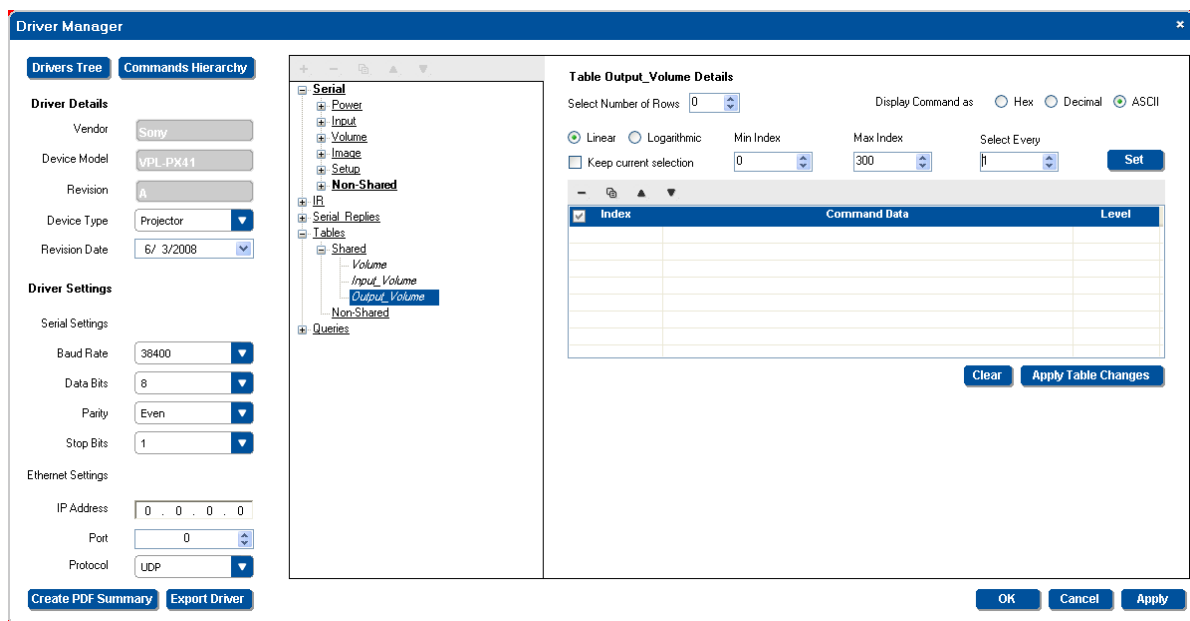 Driver Manager
Drivers Tree
Commands Hierarchy
Driver Details
Vendor
Sony
Device Model
VPL-PX41
Revision
A
Device Type
Projector
Revision Date
6/ 3/2008
Driver Settings
Serial Settings
Baud Rate
38400
Data Bits
8
Parity
Even
Stop Bits
1
Ethernet Settings
IP Address
0 . 0 . 0 . 0
Port
0
Protocol
UDP
Create PDF Summary
Export Driver
Serial
Power
Input
Volume
Image
Setup
Non-Shared
IR
Serial Replies
Tables
Shared
Volume
Input_Volume
Output_Volume
Non-Shared
Queries
Table Output_Volume Details
Select Number of Rows
0
Display Command as
Hex
Decimal
ASCII
Linear
Logarithmic
Min Index
Max Index
Select Every
Keep current selection
0
300
1
Set
Index
Command Data
Level
Clear
Apply Table Changes
OK
Cancel
Apply